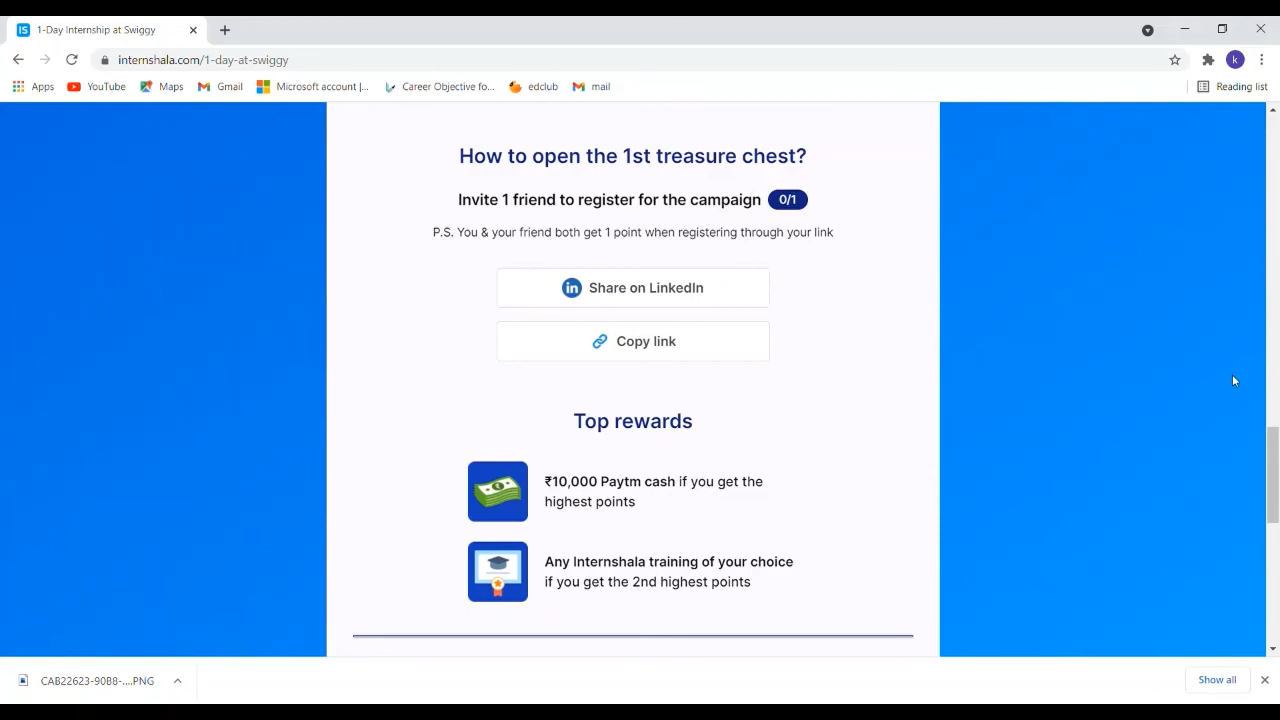 IS 1-Day Internship at Swiggy
internshala.com/1-day-at-swiggy
k
Apps YouTube Maps Gmail Microsoft account |... Career Objective fo... edclub mail Reading list
How to open the 1st treasure chest?
Invite 1 friend to register for the campaign 0/1
P.S. You & your friend both get 1 point when registering through your link
in Share on LinkedIn
Copy link
Top rewards
₹10,000 Paytm cash if you get the
highest points
Any Internshala training of your choice
if you get the 2nd highest points
CAB22623-90B8-....PNG Show all